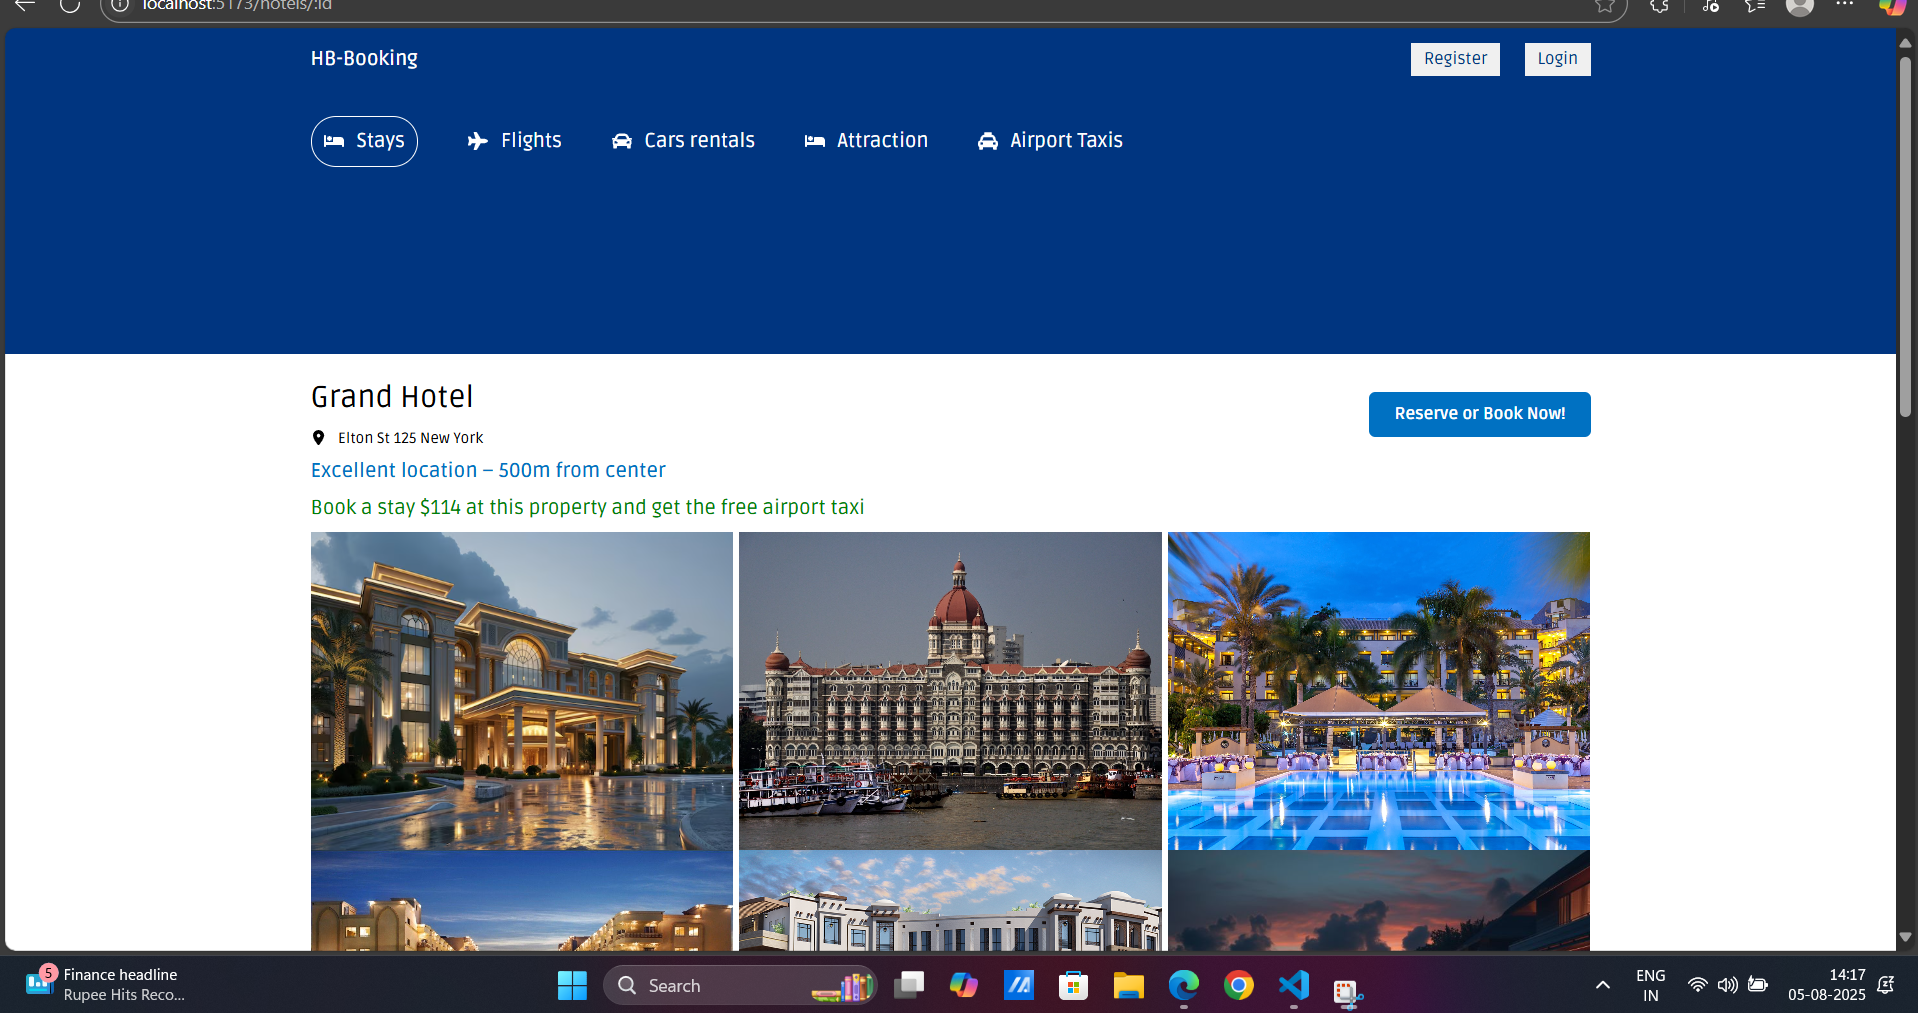 localhost:5173/hotels/:id
HB-Booking
Register
Login
Stays
Flights
Cars rentals
Attraction
Airport Taxis
Grand Hotel
Reserve or Book Now!
Elton St 125 New York
Excellent location – 500m from center
Book a stay $114 at this property and get the free airport taxi
5
Finance headline
Rupee Hits Reco...
Search
ENG
IN
14:17
05-08-2025